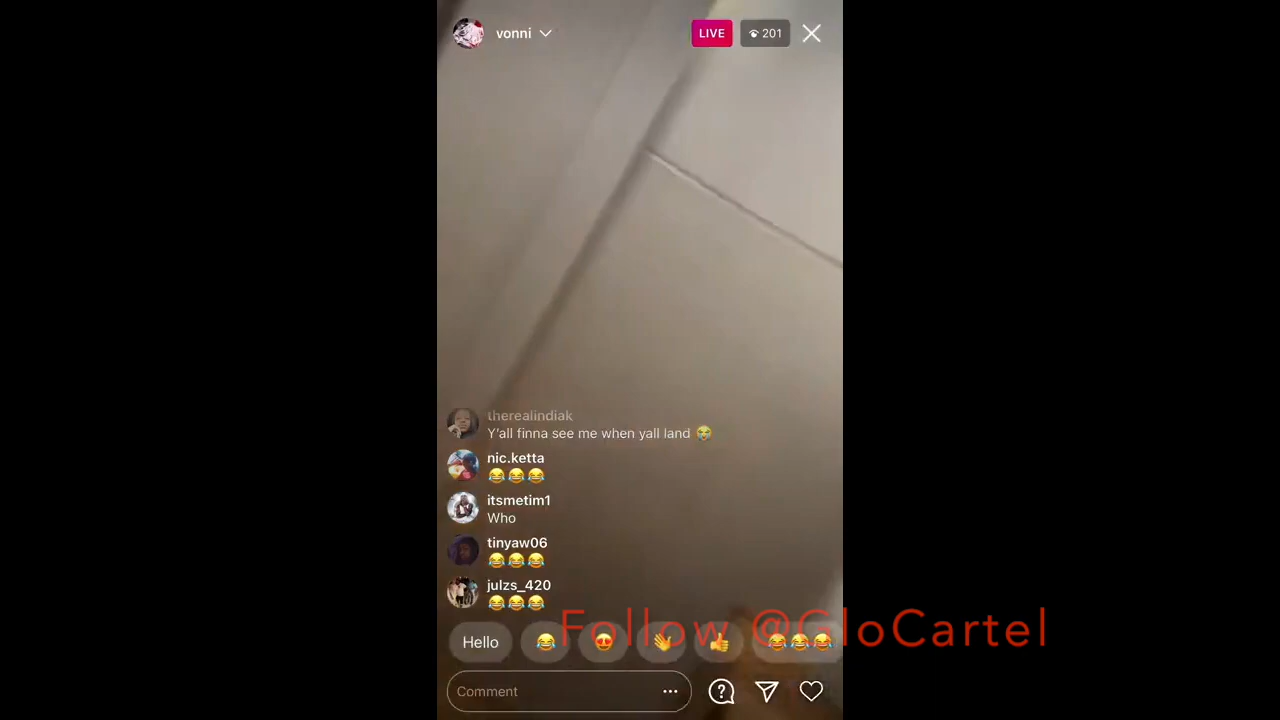 vonni
LIVE
201
therealindiak
Y'all finna see me when yall land 😭
nic.ketta
😂😂😂
itsmetim1
Who
tinyaw06
😂😂😂
julzs_420
😂😂😂
Follow @GloCartel
Hello 😂 😍 👋 👍 😂😂😂
Comment